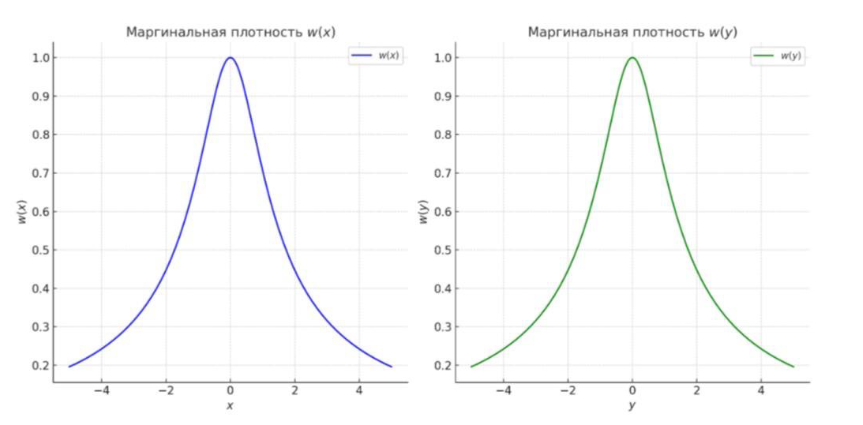 Маргинальная плотность w(x)
w(x)
1.0
0.9
0.8
0.7
0.6
0.5
0.4
0.3
0.2
w(x)
−4 −2 0 2 4
x
Маргинальная плотность w(y)
w(y)
1.0
0.9
0.8
0.7
0.6
0.5
0.4
0.3
0.2
w(y)
−4 −2 0 2 4
y